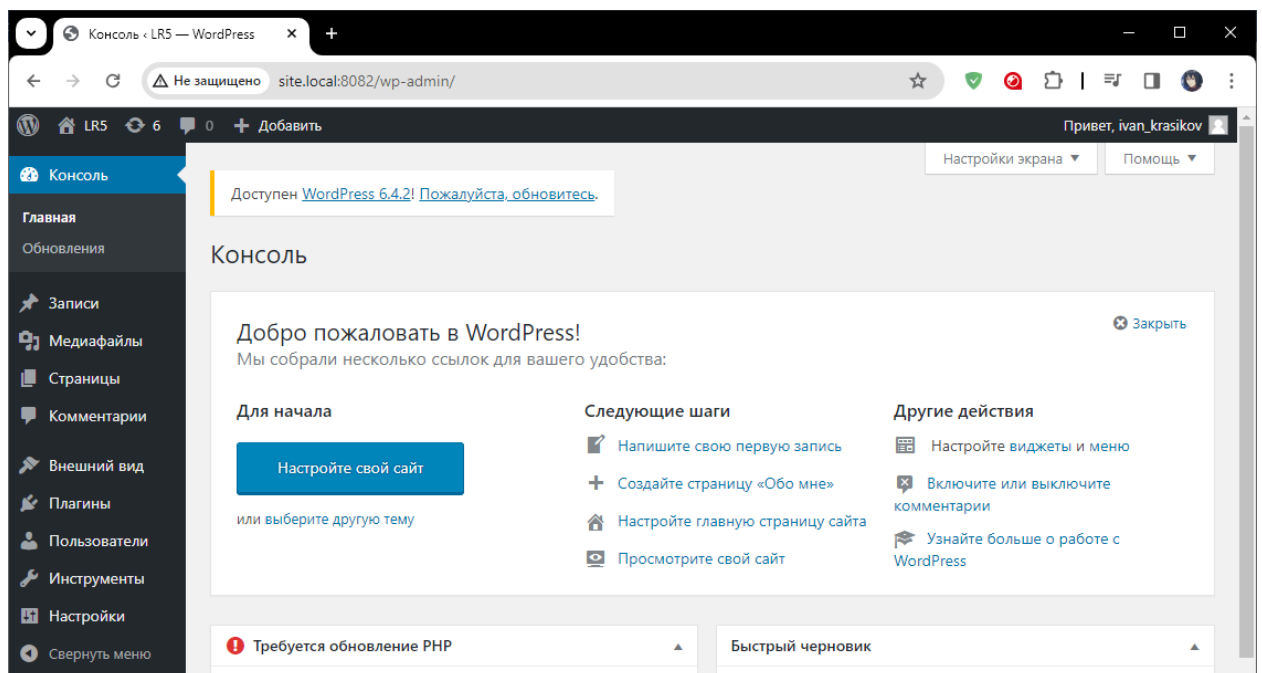 Консоль ‹ LR5 — WordPress
Не защищено site.local:8082/wp-admin/
LR5 6 0 Добавить Привет, ivan_krasikov
Консоль
Главная
Обновления
Записи
Медиафайлы
Страницы
Комментарии
Внешний вид
Плагины
Пользователи
Инструменты
Настройки
Свернуть меню
Настройки экрана Помощь
Доступен WordPress 6.4.2! Пожалуйста, обновитесь.
Консоль
Добро пожаловать в WordPress!
Закрыть
Мы собрали несколько ссылок для вашего удобства:
Для начала
Настройте свой сайт
или выберите другую тему
Следующие шаги
Напишите свою первую запись
Создайте страницу «Обо мне»
Настройте главную страницу сайта
Просмотрите свой сайт
Другие действия
Настройте виджеты и меню
Включите или выключите
комментарии
Узнайте больше о работе с
WordPress
Требуется обновление PHP
Быстрый черновик